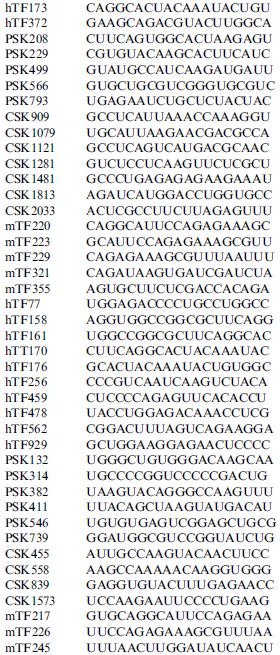 hTF173 CAGGCACUACAAAUACUGU
hTF372 GAAGCAGACGUACUUGGCA
PSK208 CUUCAGUGGCACUAAGAGU
PSK229 CGUGUACAAGCACUUCAUC
PSK499 GUAUGCCAUCAAGAUGAUU
PSK566 GUGCUGCGUCGGGUGCGUC
PSK793 UGAGAAUCUGCUCUACUAC
CSK909 GCCUCAUUAAACCAAAGGU
CSK1079 UGCAUUAAGAACGACGCCA
CSK1121 GCCUCAGUCAUGACGCAAC
CSK1281 GUCUCCUCAAGUUCUCGCU
CSK1481 GCCCUGAGAGAGAAGAAAU
CSK1813 AGAUCAUGGACCUGGUGCC
CSK2033 ACUCGCCUUCUUAGAGUUU
mTF220 CAGGCAUUCCAGAGAAAGC
mTF223 GCAUUCCAGAGAAAGCGUU
mTF229 CAGAGAAAGCGUUUAAUUU
mTF321 CAGAUAAGUGAUCGAUCUA
mTF355 AGUGCUUCUCGACCACAGA
hTF77 UGGAGACCCCUGCCUGGCC
hTF158 AGGUGGCCGGCGCUUCAGG
hTF161 UGGCCGGCGCUUCAGGCAC
hTT170 CUUCAGGCACUACAAAUAC
hTF176 GCACUACAAAUACUGUGGC
hTF256 CCCGUCAAUCAAGUCUACA
hTF459 CUCCCCAGAGUUCACACCU
hTF478 UACCUGGAGACAAACCUCG
hTF562 CGGACUUUAGUCAGAAGGA
hTF929 GCUGGAAGGAGAACUCCCC
PSK132 UGGGCUGUGGGACAAGCAA
PSK314 UGCCCCGGUCCCCCGACUG
PSK382 UAAGUACAGGGCCAAGUUU
PSK411 UUACAGCUAAGUAUGACAU
PSK546 UGUGUGAGUCGGAGCUGCG
PSK739 GGAUGGCGUCCGGUAUCUG
CSK455 AUUGCCAAGUACAACUUCC
CSK558 AAGCCAAAAACAAGGUGGG
CSK839 GAGGUGUACUUUGAGAACC
CSK1573 UCCAAGAAUUCCCCUGAAG
mTF217 GUGCAGGCAUUCCAGAGAA
mTF226 UUCCAGAGAAAGCGUUUAA
mTF245 UUUAACUUGGAUAUCAACU